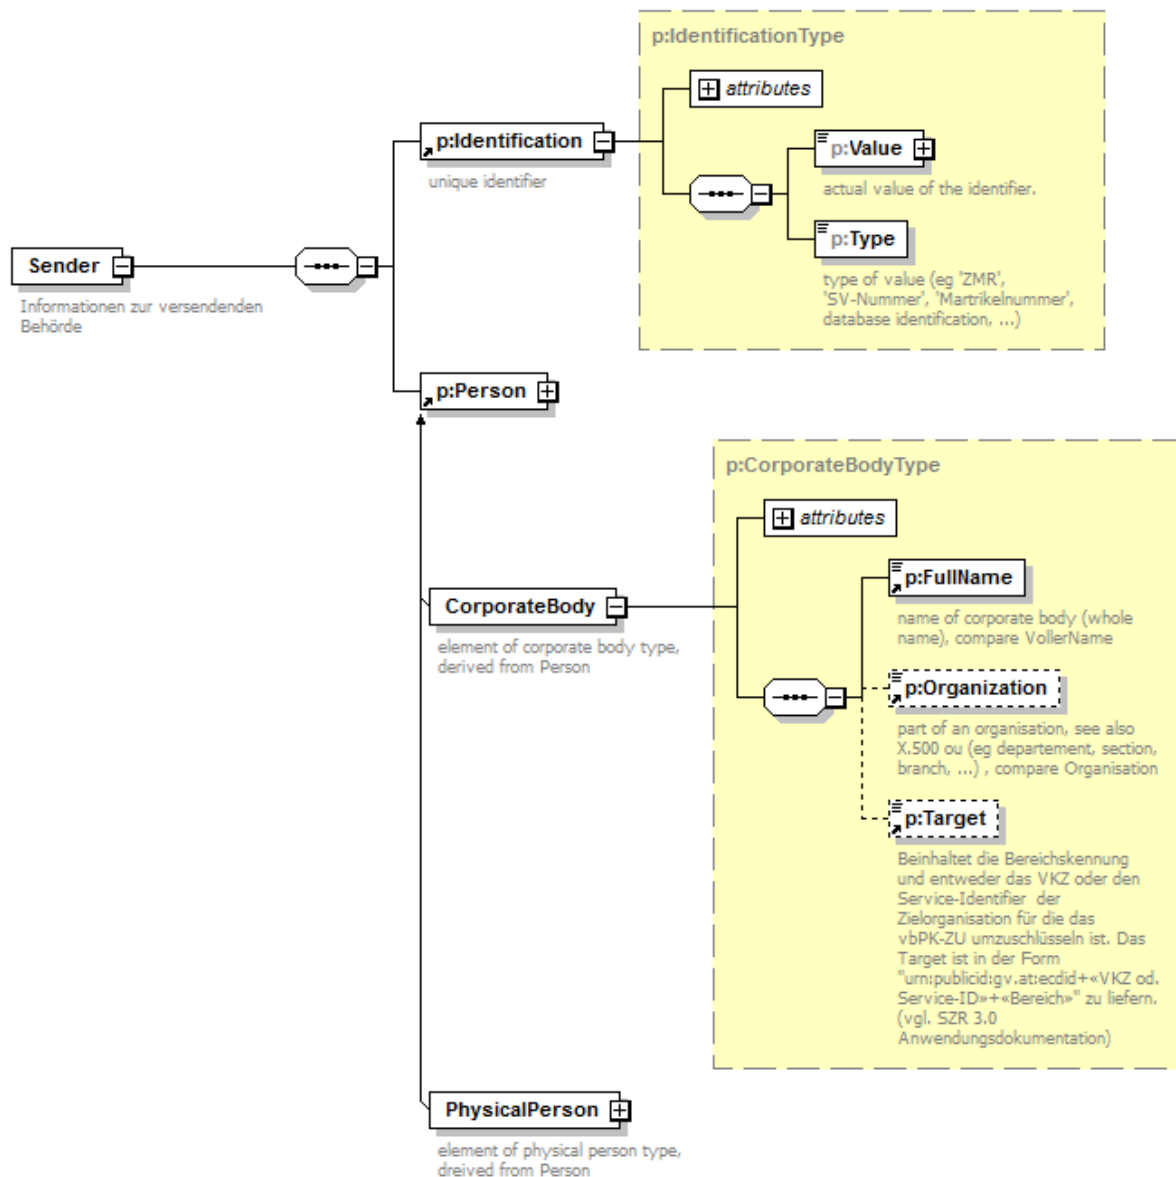 p:IdentificationType
attributes
p:Identification
unique identifier
p:Value
actual value of the identifier.
p:Type
type of value (eg 'ZMR',
'SV-Nummer', 'Martrikelnummer',
database identification, ...)
Sender
Informationen zur versendenden
Behörde
p:Person
p:CorporateBodyType
attributes
p:FullName
name of corporate body (whole
name), compare VollerName
CorporateBody
element of corporate body type,
derived from Person
p:Organization
part of an organisation, see also
X.500 ou (eg departement, section,
branch, ...) , compare Organisation
p:Target
Beinhaltet die Bereichskennung
und entweder das VKZ oder den
Service-Identifier der
Zielorganisation für die das
vbPK-ZU umzuschlüsseln ist. Das
Target ist in der Form
"urn:publicid:gv.at:ecdid+«VKZ od.
Service-ID»+«Bereich»" zu liefern.
(vgl. SZR 3.0
Anwendungsdokumentation)
PhysicalPerson
element of physical person type,
dreived from Person